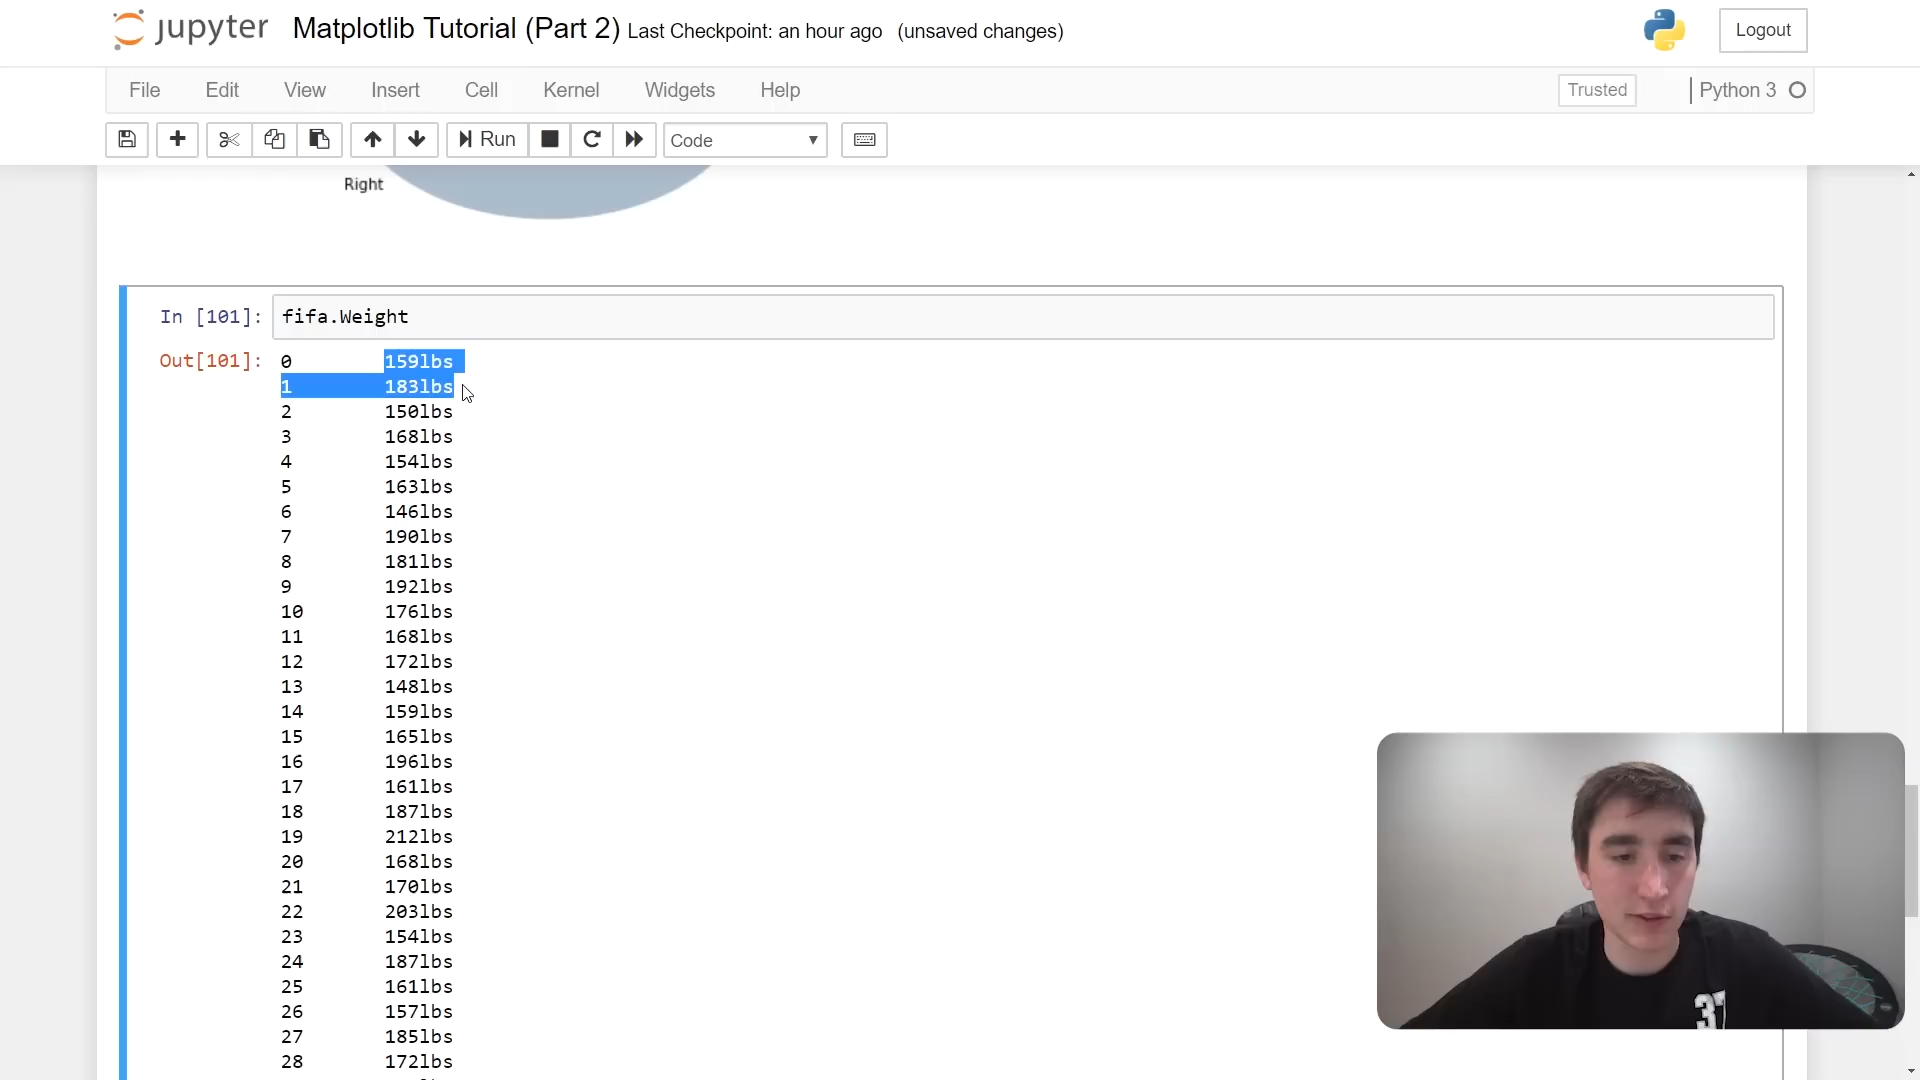 jupyter Matplotlib Tutorial (Part 2) Last Checkpoint: an hour ago (unsaved changes) Logout
File Edit View Insert Cell Kernel Widgets Help Trusted Python 3
Run Code
Right
In [101]: fifa.Weight
Out[101]: 0 159lbs
1 183lbs
2 150lbs
3 168lbs
4 154lbs
5 163lbs
6 146lbs
7 190lbs
8 181lbs
9 192lbs
10 176lbs
11 168lbs
12 172lbs
13 148lbs
14 159lbs
15 165lbs
16 196lbs
17 161lbs
18 187lbs
19 212lbs
20 168lbs
21 170lbs
22 203lbs
23 154lbs
24 187lbs
25 161lbs
26 157lbs
27 185lbs
28 172lbs
37